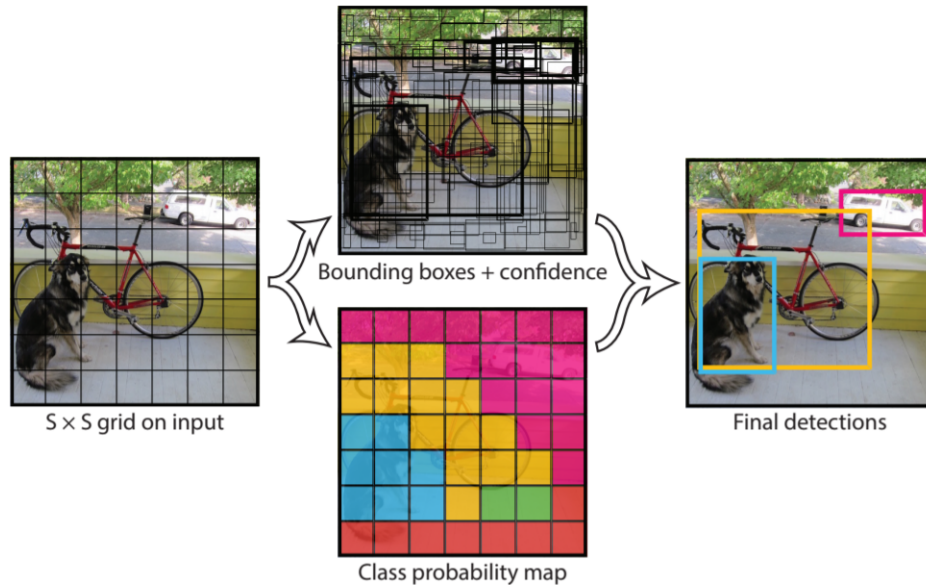 S × S grid on input
Bounding boxes + confidence
Class probability map
Final detections